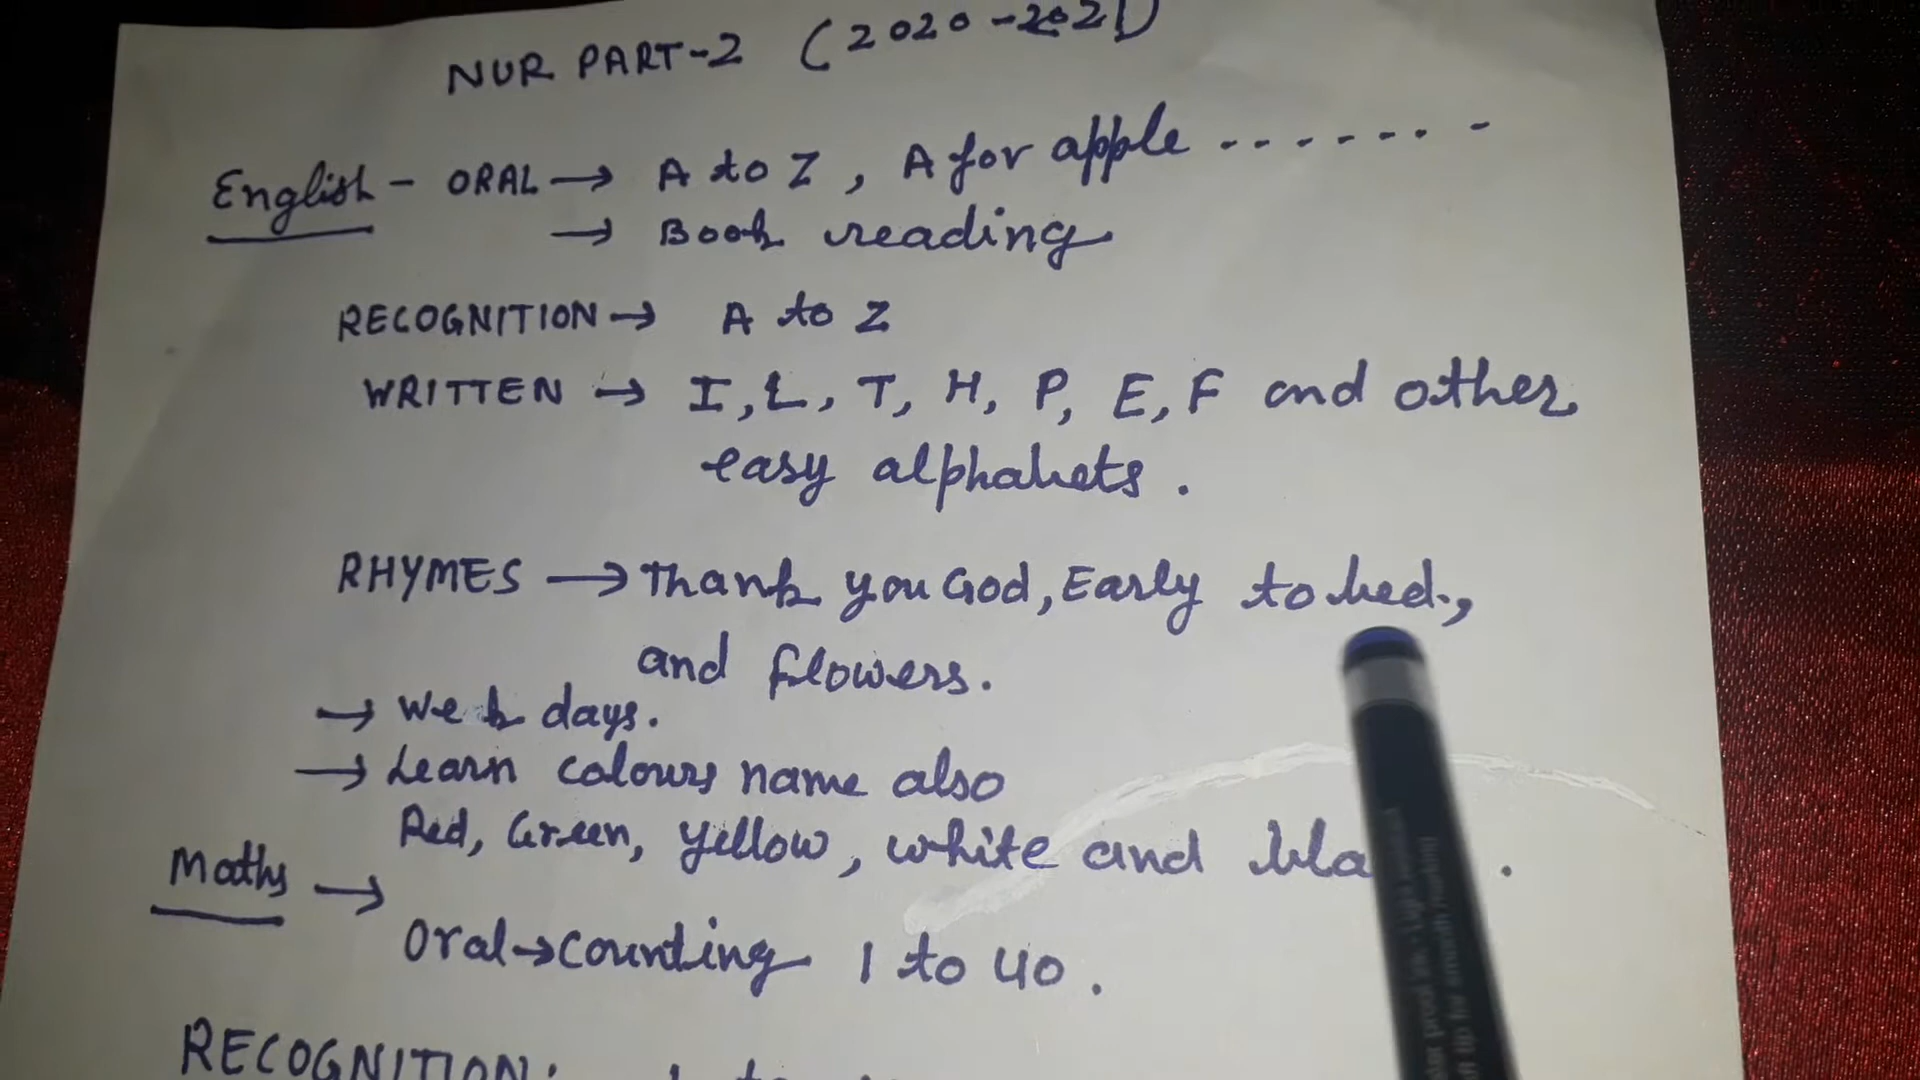 NUR PART-2 (2020-2021)
English - ORAL → A to Z, A for apple .......
→ Book reading
RECOGNITION → A to Z
WRITTEN → I, L, T, H, P, E, F and other
easy alphabets.
RHYMES → Thank you God, Early to bed.,
and flowers.
→ Week days.
→ Learn colours name also
Red, Green, Yellow, white and bla .
Maths →
Oral → Counting 1 to 40.
RECOGNITION: